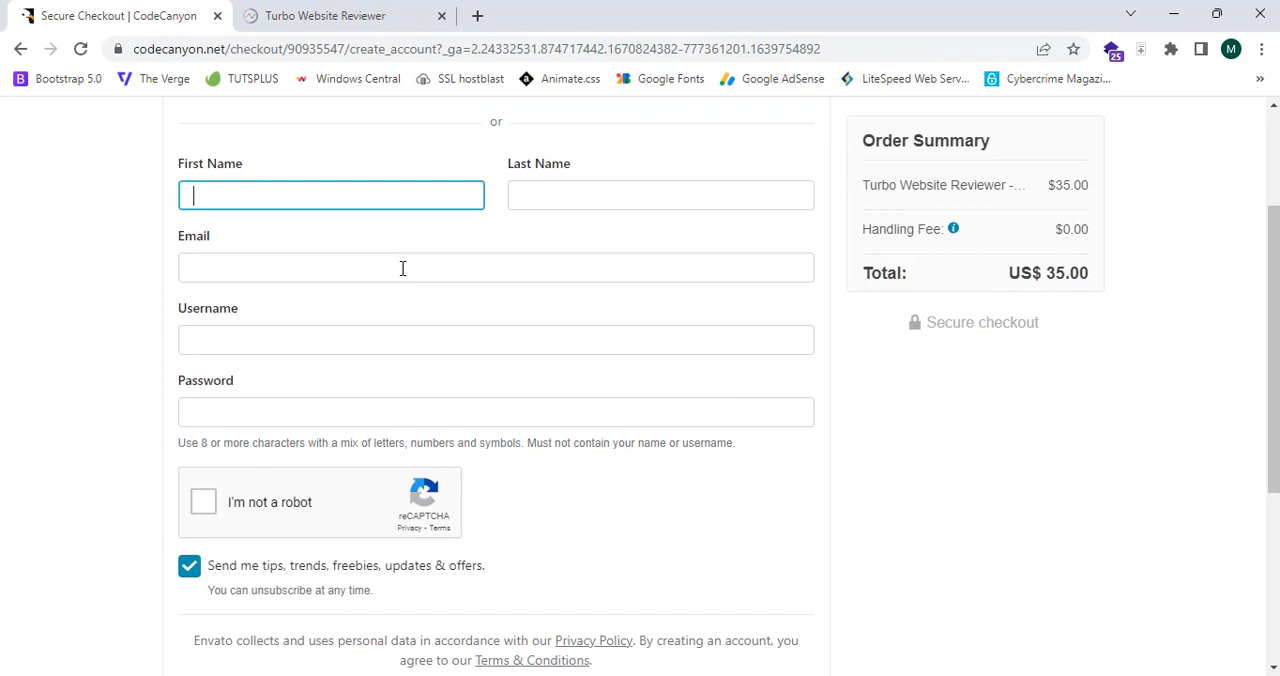 Secure Checkout | CodeCanyon
Turbo Website Reviewer
codecanyon.net/checkout/90935547/create_account?_ga=2.24332531.874717442.1670824382-777361201.1639754892
25
M
Bootstrap 5.0
The Verge
TUTSPLUS
Windows Central
SSL hostblast
Animate.css
Google Fonts
Google AdSense
LiteSpeed Web Serv...
Cybercrime Magazi...
»
or
First Name
Last Name
Email
Username
Password
Use 8 or more characters with a mix of letters, numbers and symbols. Must not contain your name or username.
I'm not a robot
reCAPTCHA
Privacy - Terms
Send me tips, trends, freebies, updates & offers.
You can unsubscribe at any time.
Envato collects and uses personal data in accordance with our Privacy Policy. By creating an account, you
agree to our Terms & Conditions.
Order Summary
Turbo Website Reviewer -... $35.00
Handling Fee: $0.00
Total: US$ 35.00
Secure checkout